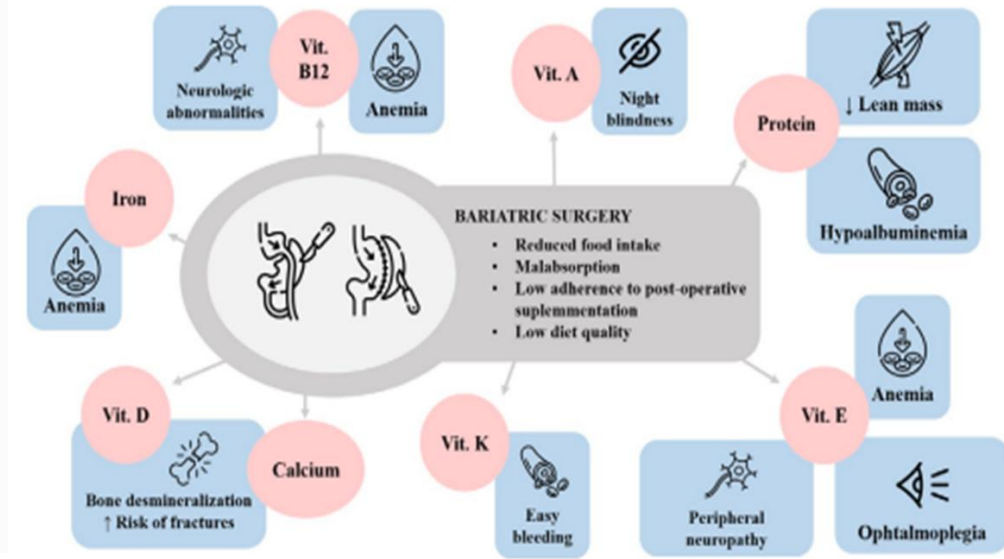 Neurologic
abnormalities
Vit.
B12
Anemia
Vit. A
Night
blindness
Protein
↓ Lean mass
Hypoalbuminemia
Iron
Anemia
BARIATRIC SURGERY
• Reduced food intake
• Malabsorption
• Low adherence to post-operative
suplemmentation
• Low diet quality
Vit. D
Bone desmineralization
↑ Risk of fractures
Calcium
Vit. K
Easy
bleeding
Vit. E
Anemia
Peripheral
neuropathy
Ophtalmoplegia